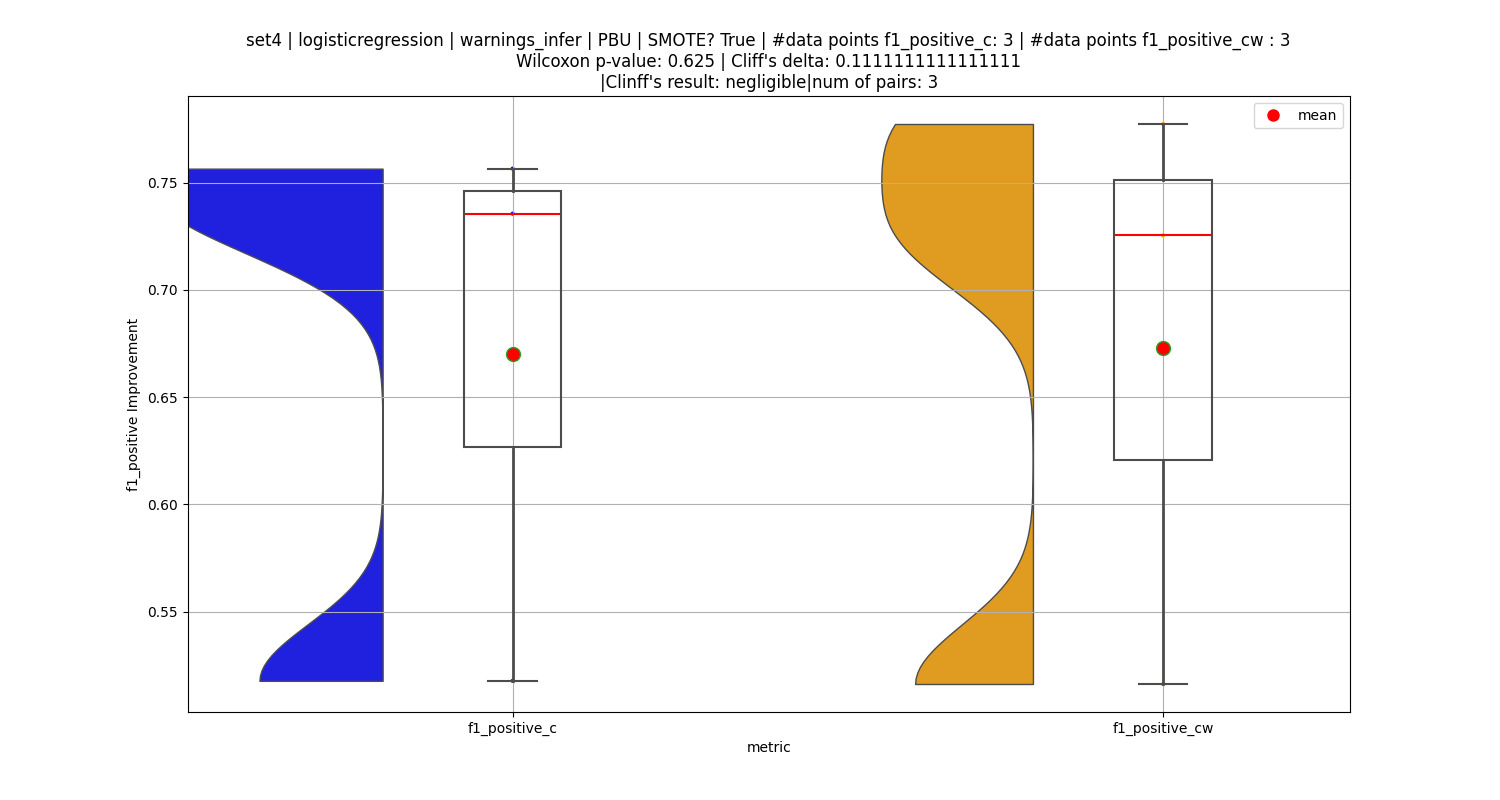 set4 | logisticregression | warnings_infer | PBU | SMOTE? True | #data points f1_positive_c: 3 | #data points f1_positive_cw : 3
Wilcoxon p-value: 0.625 | Cliff's delta: 0.1111111111111111
|Clinff's result: negligible|num of pairs: 3
mean
0.75
0.70
0.65
0.60
0.55
f1_positive Improvement
f1_positive_c
f1_positive_cw
metric